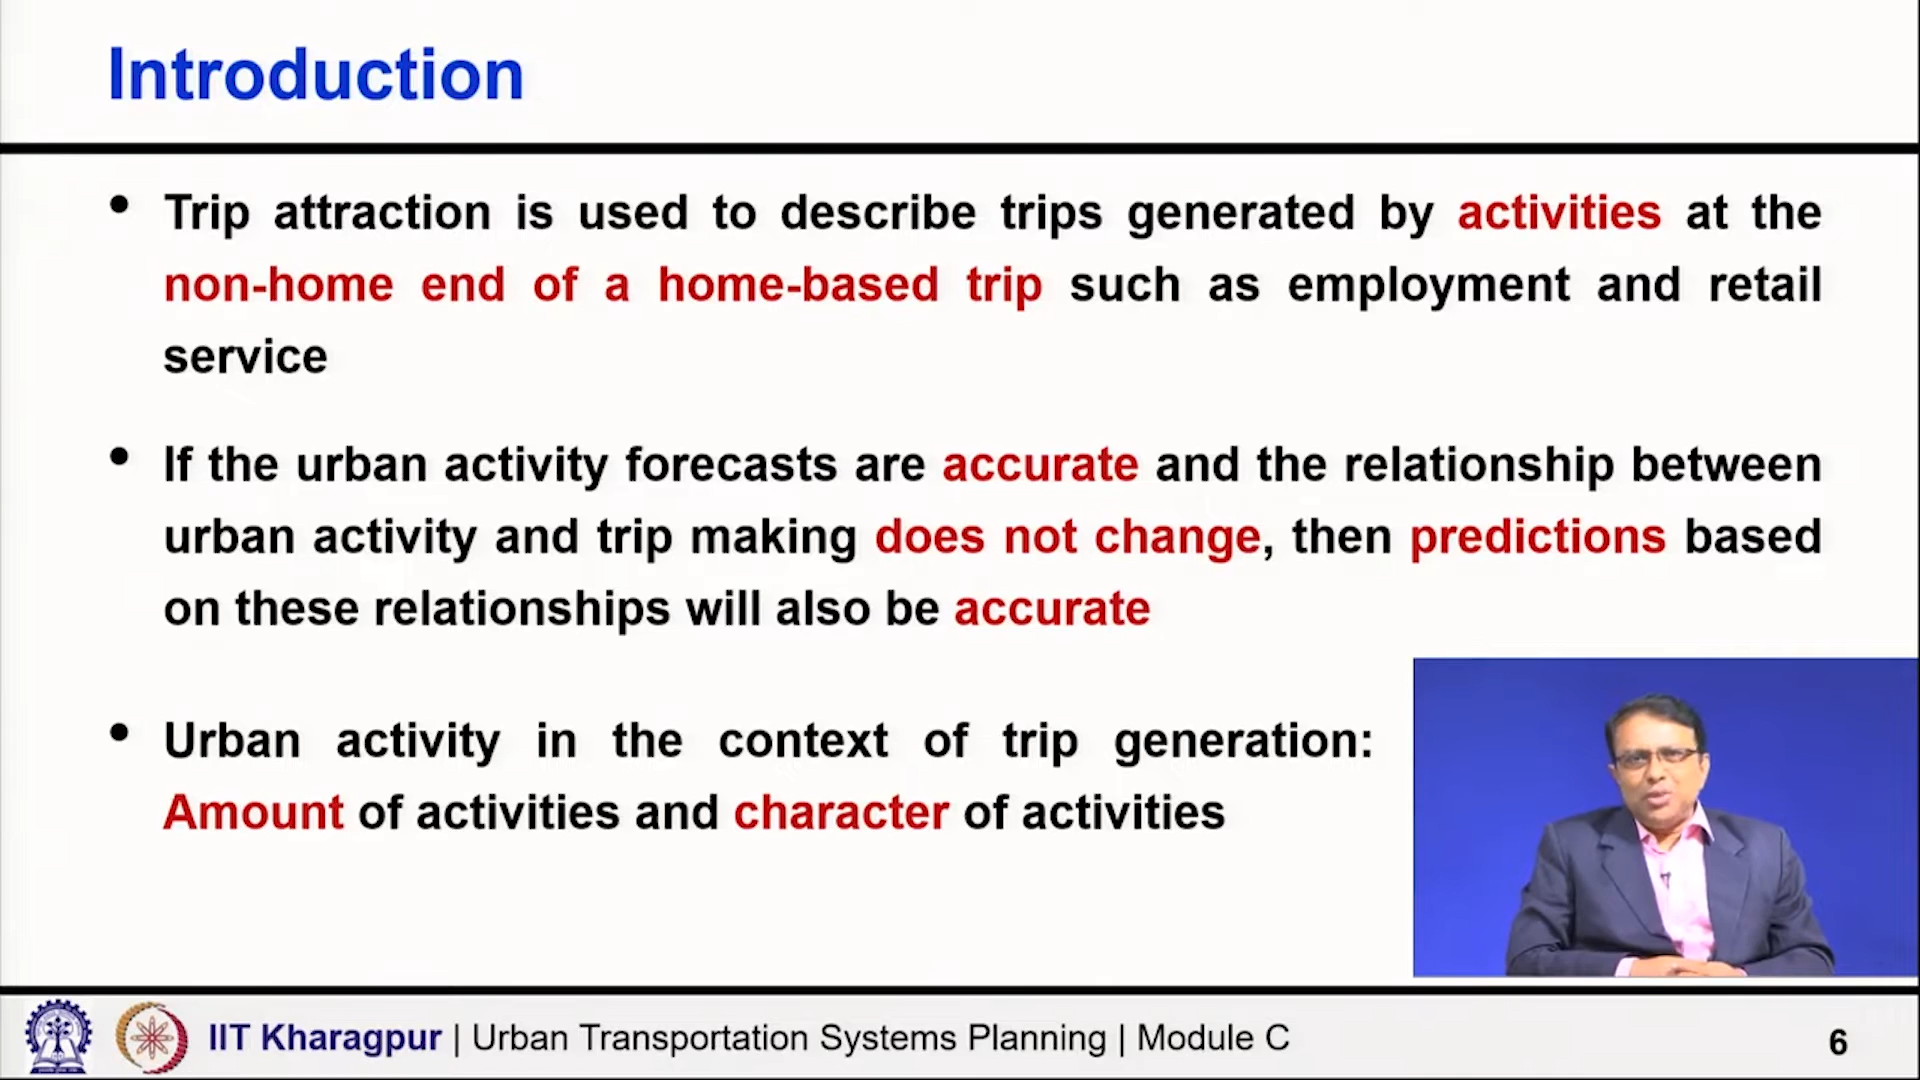 Introduction
• Trip attraction is used to describe trips generated by activities at the
non-home end of a home-based trip such as employment and retail
service
• If the urban activity forecasts are accurate and the relationship between
urban activity and trip making does not change, then predictions based
on these relationships will also be accurate
• Urban activity in the context of trip generation:
Amount of activities and character of activities
IIT Kharagpur | Urban Transportation Systems Planning | Module C
6